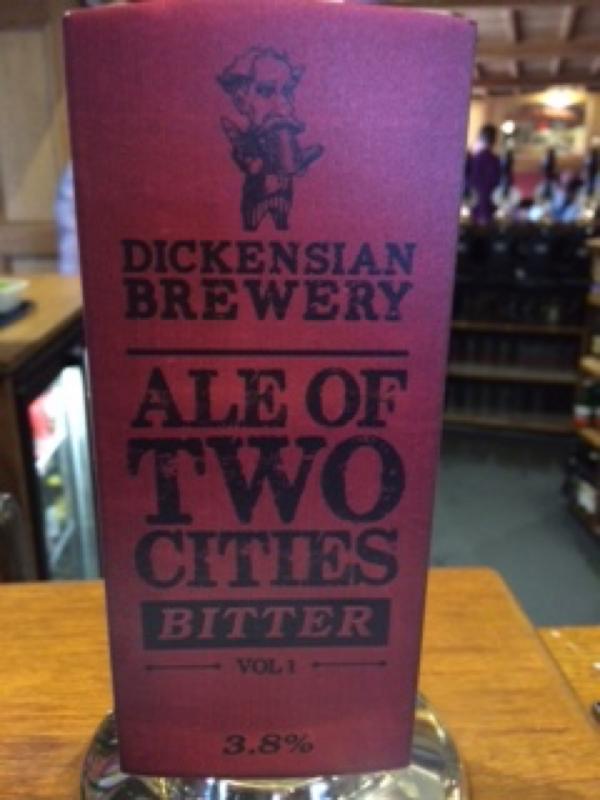 DICKENSIAN
BREWERY
ALE OF
TWO
CITIES
BITTER
VOL 1
3.8%